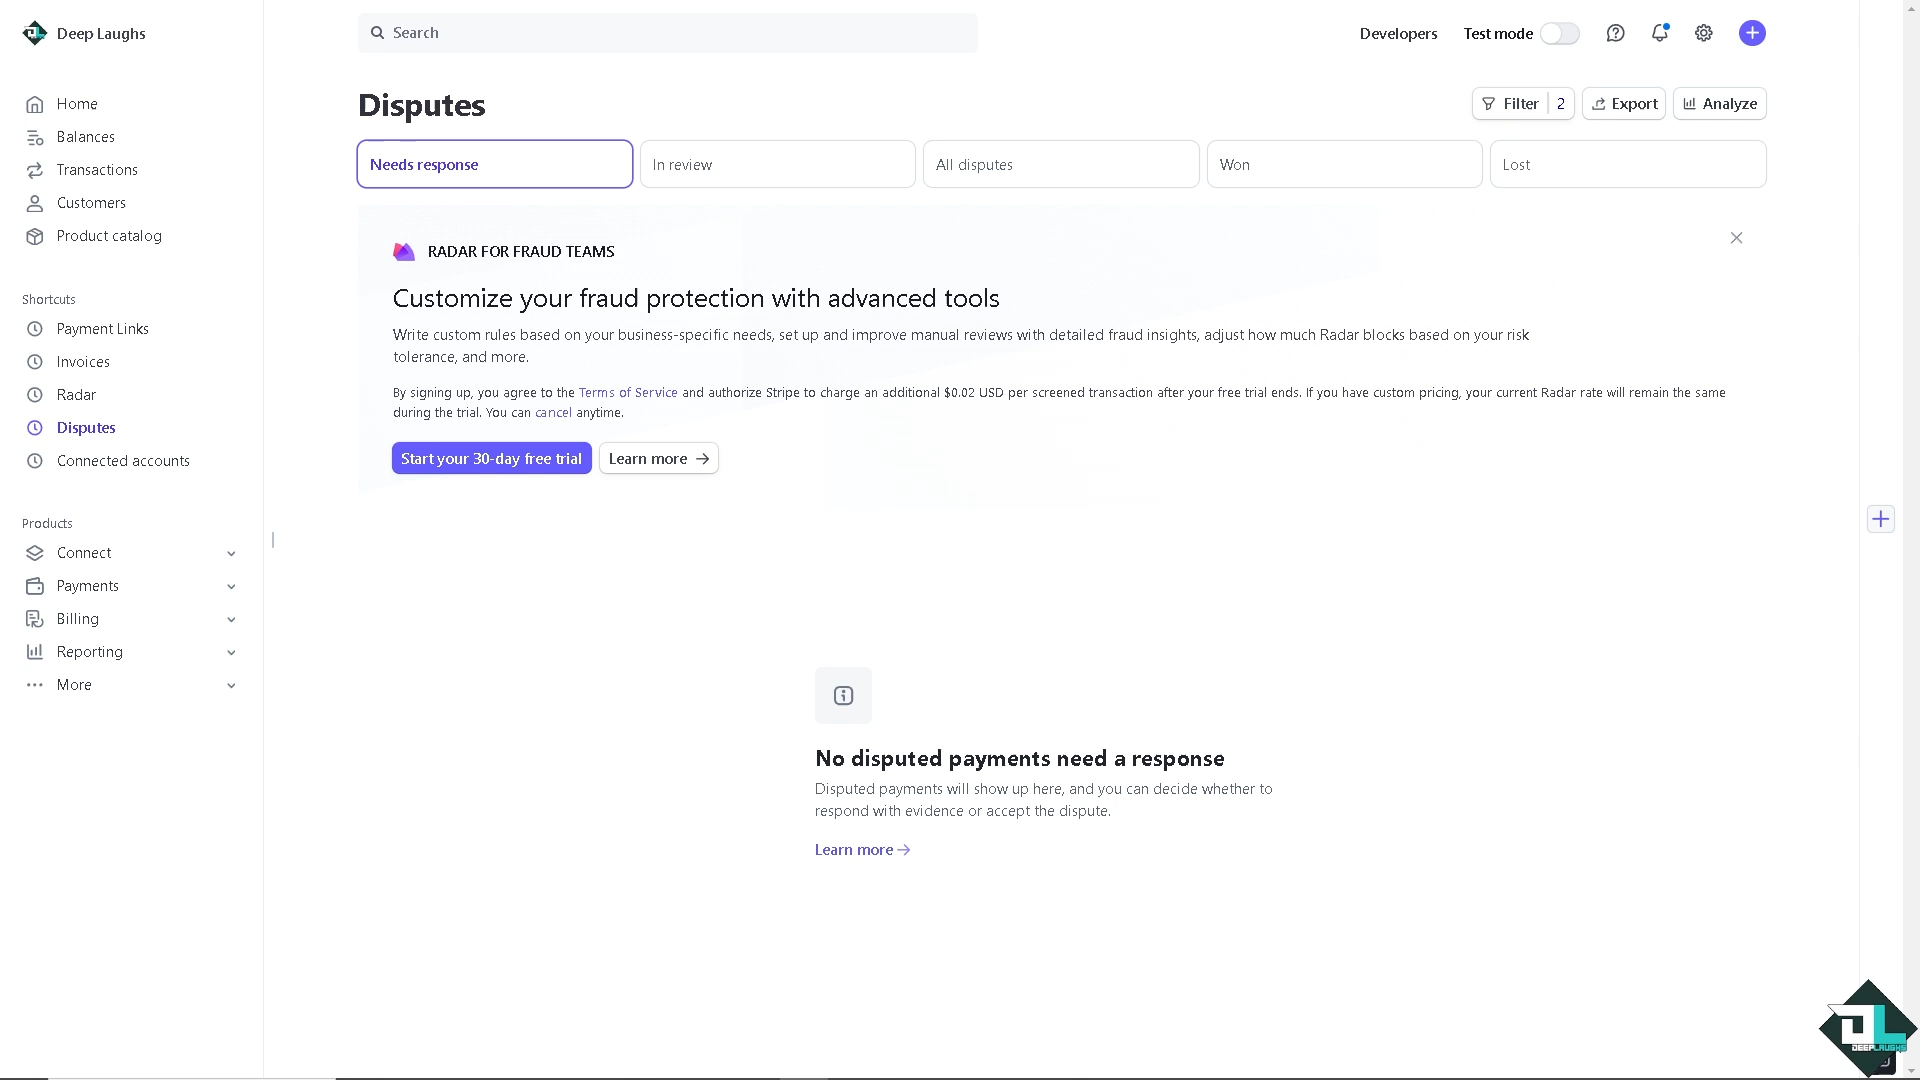 Deep Laughs
Search
Developers
Test mode
Home
Balances
Transactions
Customers
Product catalog
Shortcuts
Payment Links
Invoices
Radar
Disputes
Connected accounts
Products
Connect
Payments
Billing
Reporting
More
Disputes
Filter 2
Export
Analyze
Needs response
In review
All disputes
Won
Lost
RADAR FOR FRAUD TEAMS
Customize your fraud protection with advanced tools
Write custom rules based on your business-specific needs, set up and improve manual reviews with detailed fraud insights, adjust how much Radar blocks based on your risk
tolerance, and more.
By signing up, you agree to the Terms of Service and authorize Stripe to charge an additional $0.02 USD per screened transaction after your free trial ends. If you have custom pricing, your current Radar rate will remain the same
during the trial. You can cancel anytime.
Start your 30-day free trial
Learn more
No disputed payments need a response
Disputed payments will show up here, and you can decide whether to
respond with evidence or accept the dispute.
Learn more
DL
DEEPLAUGHS